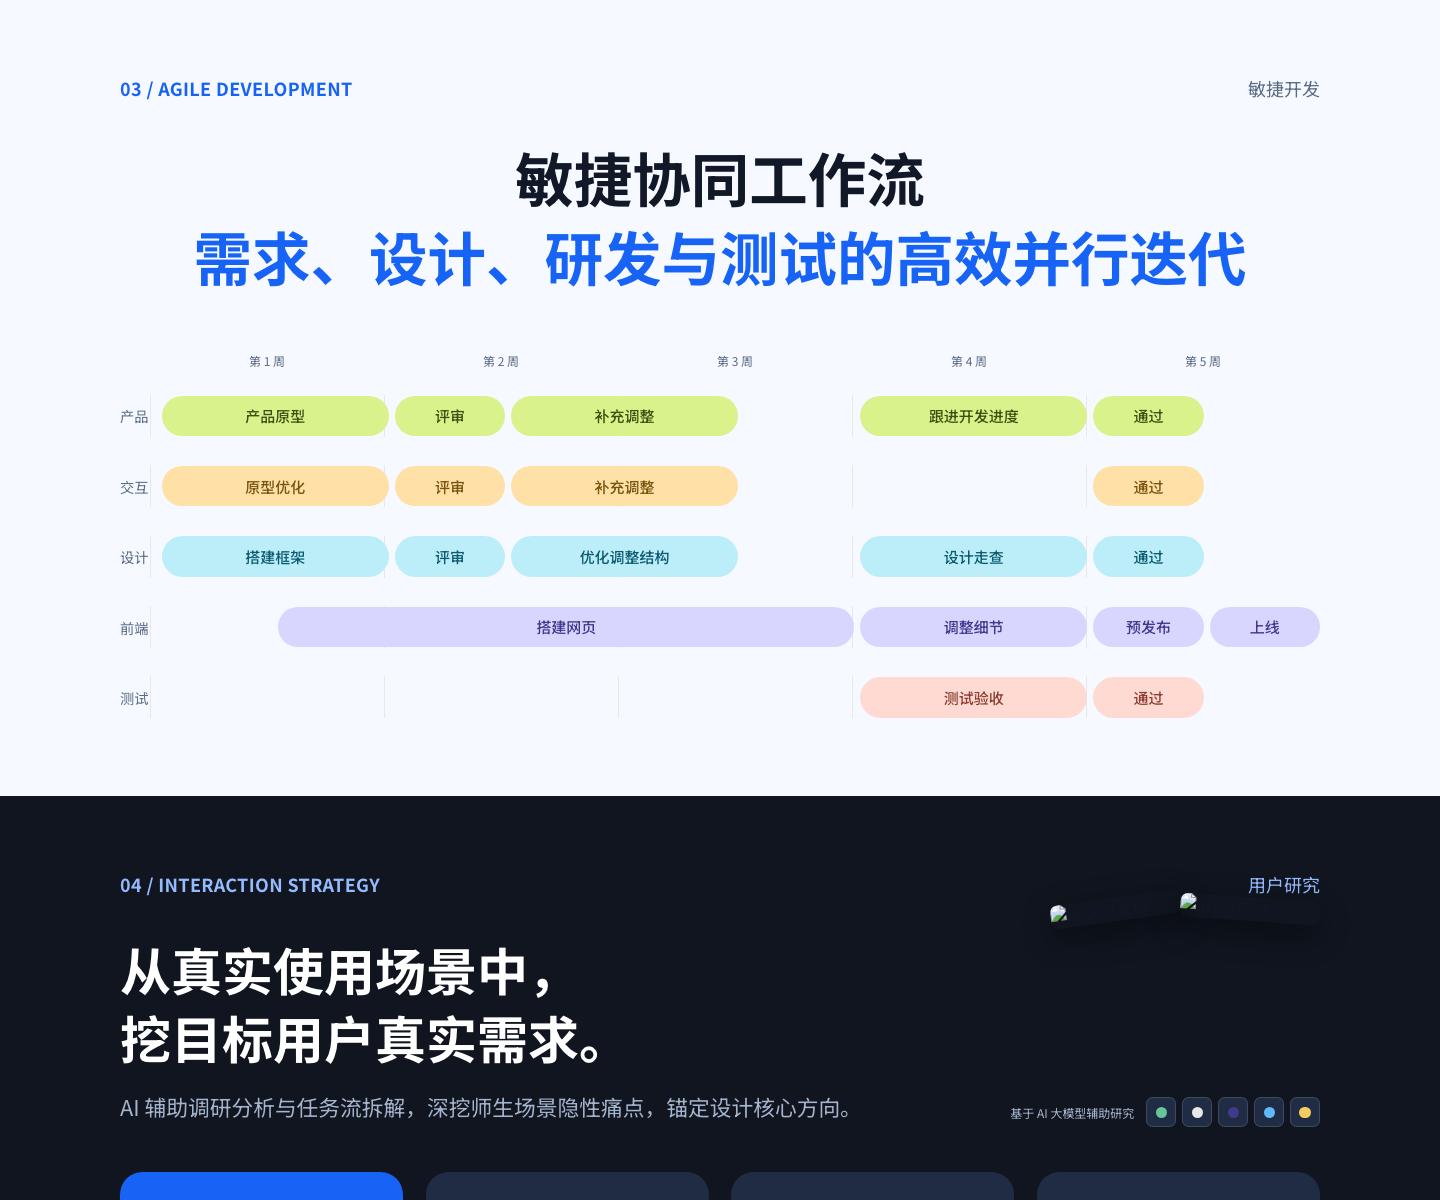 03 / AGILE DEVELOPMENT
敏捷开发
敏捷协同工作流
需求、设计、研发与测试的高效并行迭代
第 1 周
第 2 周
第 3 周
第 4 周
第 5 周
产品
产品原型
评审
补充调整
跟进开发进度
通过
交互
原型优化
评审
补充调整
通过
设计
搭建框架
评审
优化调整结构
设计走查
通过
前端
搭建网页
调整细节
预发布
上线
测试
测试验收
通过
04 / INTERACTION STRATEGY
用户研究
从真实使用场景中，
挖目标用户真实需求。
AI 辅助调研分析与任务流拆解，深挖师生场景隐性痛点，锚定设计核心方向。
基于 AI 大模型辅助研究